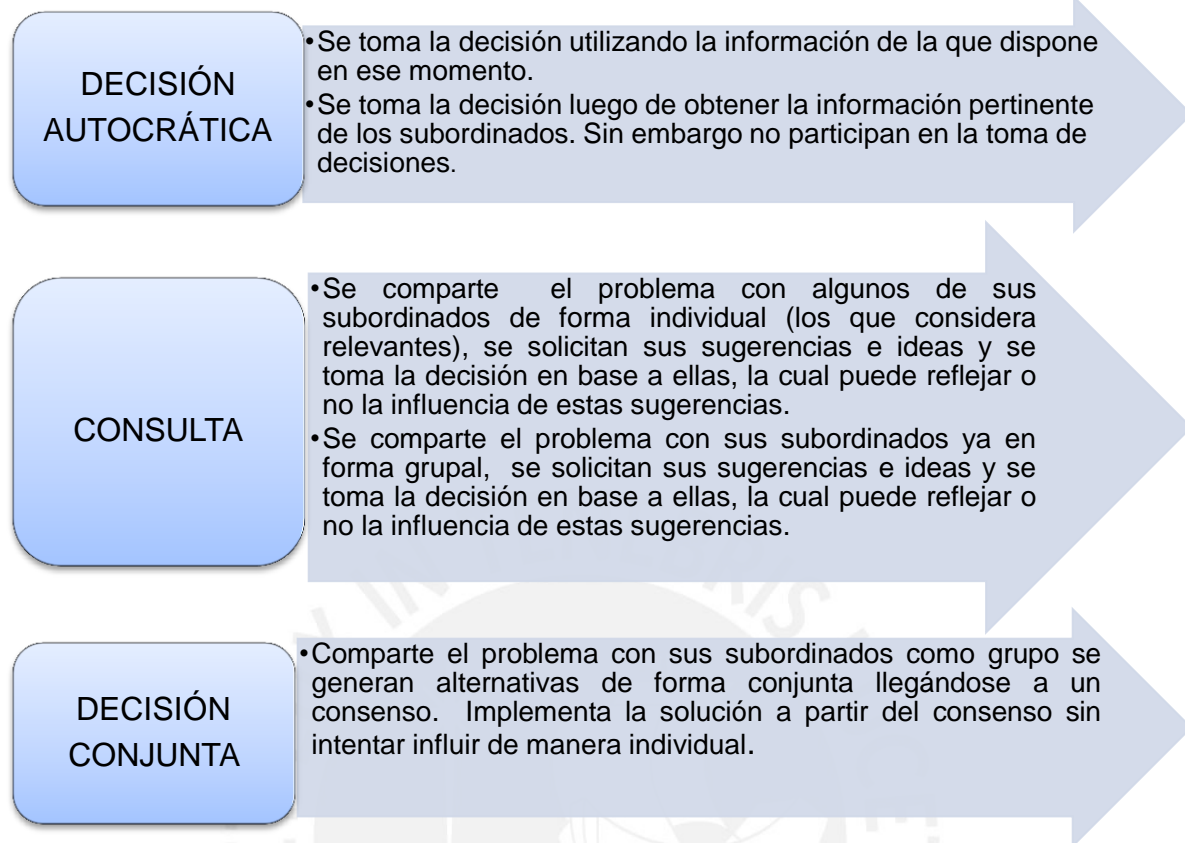 DECISIÓN
AUTOCRÁTICA
•Se toma la decisión utilizando la información de la que dispone
en ese momento.
•Se toma la decisión luego de obtener la información pertinente
de los subordinados. Sin embargo no participan en la toma de
decisiones.
CONSULTA
•Se comparte el problema con algunos de sus
subordinados de forma individual (los que considera
relevantes), se solicitan sus sugerencias e ideas y se
toma la decisión en base a ellas, la cual puede reflejar o
no la influencia de estas sugerencias.
•Se comparte el problema con sus subordinados ya en
forma grupal, se solicitan sus sugerencias e ideas y se
toma la decisión en base a ellas, la cual puede reflejar o
no la influencia de estas sugerencias.
DECISIÓN
CONJUNTA
•Comparte el problema con sus subordinados como grupo se
generan alternativas de forma conjunta llegándose a un
consenso. Implementa la solución a partir del consenso sin
intentar influir de manera individual.